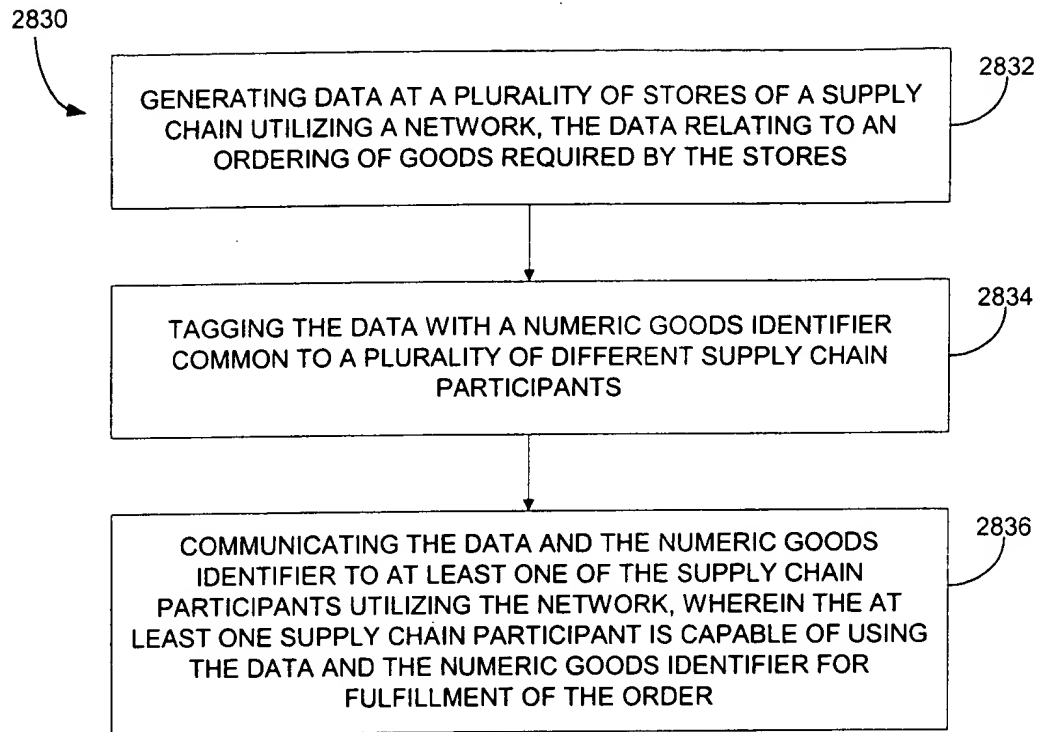 2830
2832
GENERATING DATA AT A PLURALITY OF STORES OF A SUPPLY
CHAIN UTILIZING A NETWORK, THE DATA RELATING TO AN
ORDERING OF GOODS REQUIRED BY THE STORES
2834
TAGGING THE DATA WITH A NUMERIC GOODS IDENTIFIER
COMMON TO A PLURALITY OF DIFFERENT SUPPLY CHAIN
PARTICIPANTS
2836
COMMUNICATING THE DATA AND THE NUMERIC GOODS
IDENTIFIER TO AT LEAST ONE OF THE SUPPLY CHAIN
PARTICIPANTS UTILIZING THE NETWORK, WHEREIN THE AT
LEAST ONE SUPPLY CHAIN PARTICIPANT IS CAPABLE OF USING
THE DATA AND THE NUMERIC GOODS IDENTIFIER FOR
FULFILLMENT OF THE ORDER